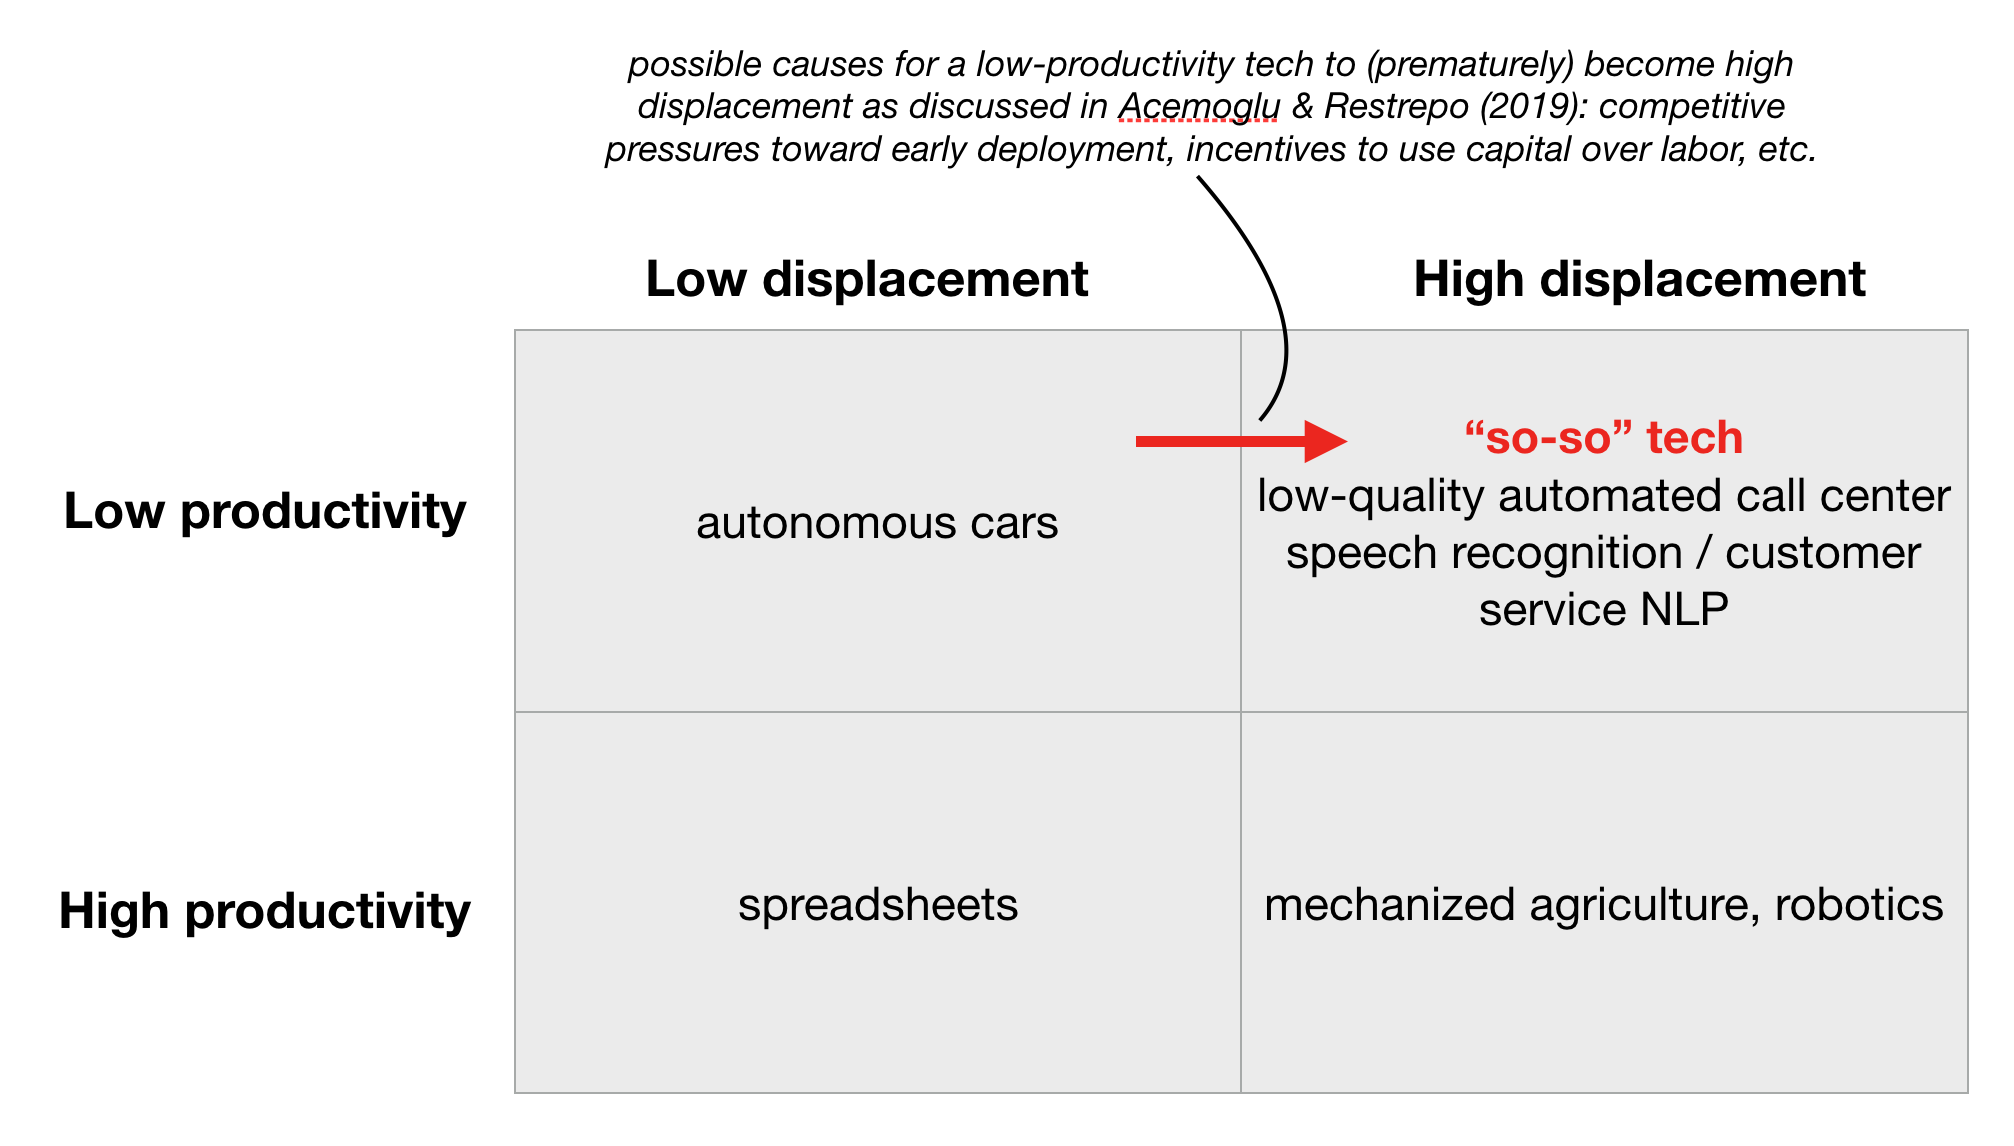 possible causes for a low-productivity tech to (prematurely) become high
displacement as discussed in Acemoglu & Restrepo (2019): competitive
pressures toward early deployment, incentives to use capital over labor, etc.
Low displacement
High displacement
Low productivity
autonomous cars
“so-so” tech
low-quality automated call center
speech recognition / customer
service NLP
High productivity
spreadsheets
mechanized agriculture, robotics